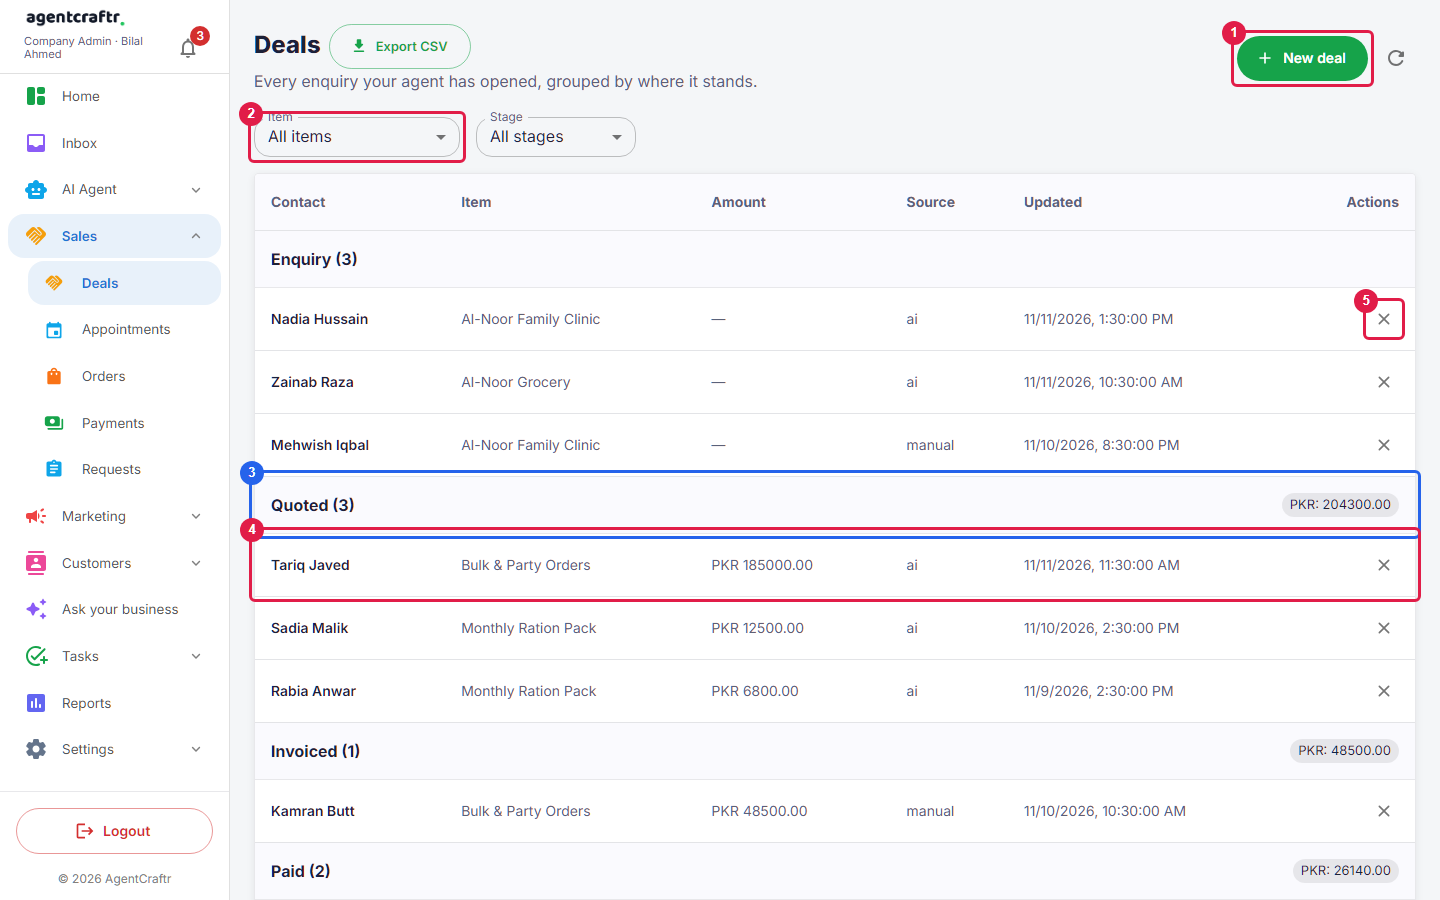 agentcraftr.
Company Admin · Bilal
Ahmed
3
Home
Inbox
AI Agent
Sales
Deals
Appointments
Orders
Payments
Requests
Marketing
Customers
Ask your business
Tasks
Reports
Settings
Logout
© 2026 AgentCraftr
Deals
Export CSV
1
New deal
Every enquiry your agent has opened, grouped by where it stands.
2
Item
All items
Stage
All stages
Contact Item Amount Source Updated Actions
Enquiry (3)
5
Nadia Hussain Al-Noor Family Clinic — ai 11/11/2026, 1:30:00 PM
Zainab Raza Al-Noor Grocery — ai 11/11/2026, 10:30:00 AM
Mehwish Iqbal Al-Noor Family Clinic — manual 11/10/2026, 8:30:00 PM
3
Quoted (3) PKR: 204300.00
4
Tariq Javed Bulk & Party Orders PKR 185000.00 ai 11/11/2026, 11:30:00 AM
Sadia Malik Monthly Ration Pack PKR 12500.00 ai 11/10/2026, 2:30:00 PM
Rabia Anwar Monthly Ration Pack PKR 6800.00 ai 11/9/2026, 2:30:00 PM
Invoiced (1) PKR: 48500.00
Kamran Butt Bulk & Party Orders PKR 48500.00 manual 11/10/2026, 10:30:00 AM
Paid (2) PKR: 26140.00